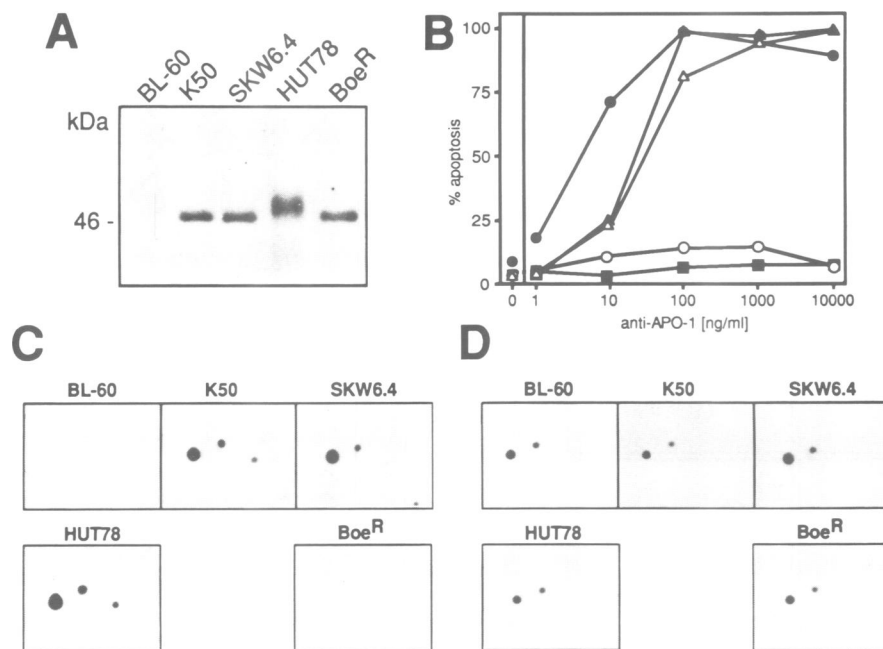 A
BL-60
K50
SKW6.4
HUT78
BoeR
kDa
46 -
B
% apoptosis
100
75
50
25
0
0 1 10 100 1000 10000
anti-APO-1 [ng/ml]
C
BL-60 K50 SKW6.4
HUT78 BoeR
D
BL-60 K50 SKW6.4
HUT78 BoeR